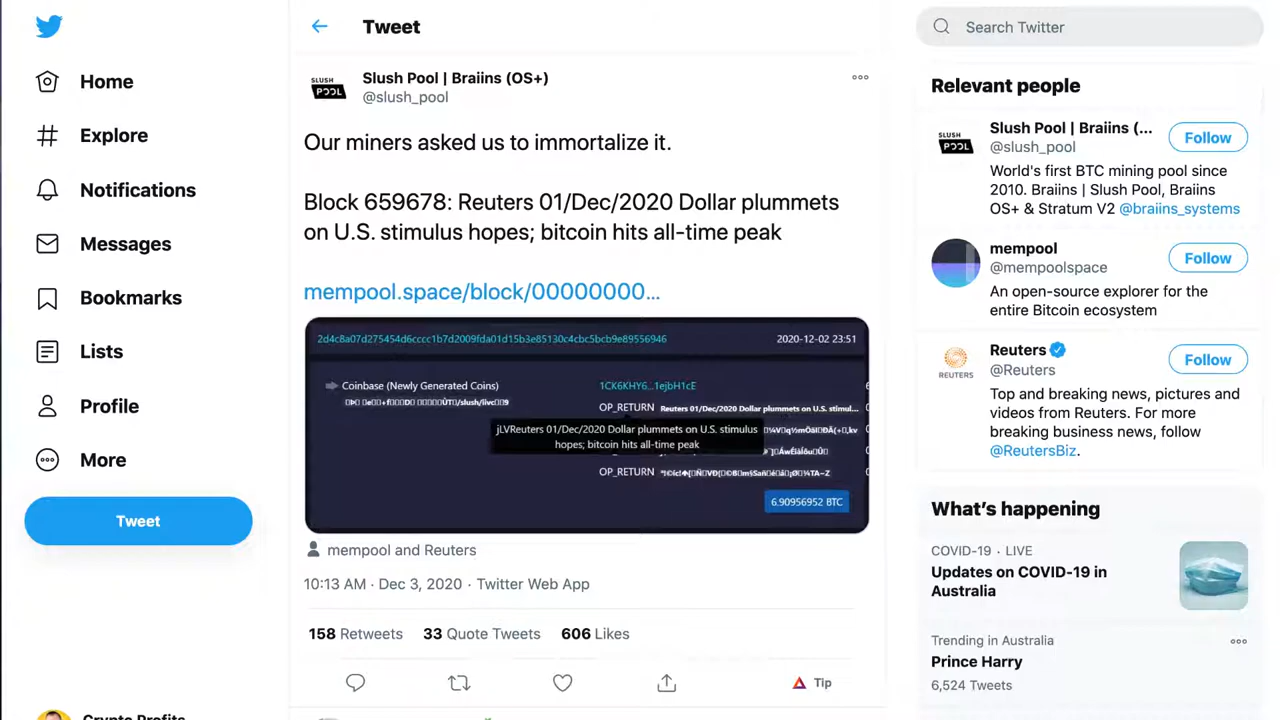 Home
Explore
Notifications
Messages
Bookmarks
Lists
Profile
More
Tweet
Crypto Profits
Tweet
SLUSH
POOL
Slush Pool | Braiins (OS+)
@slush_pool
Our miners asked us to immortalize it.
Block 659678: Reuters 01/Dec/2020 Dollar plummets
on U.S. stimulus hopes; bitcoin hits all-time peak
mempool.space/block/00000000...
2d4c8a07d275454d6cccc1b7d2009fda01d15b3e85130c4cbc5bcb9e89556946 2020-12-02 23:51
Coinbase (Newly Generated Coins) 1CK6KHY6...1ejbH1cE
OP_RETURN Reuters 01/Dec/2020 Dollar plummets on U.S. stimul...
jLVReuters 01/Dec/2020 Dollar plummets on U.S. stimulus
hopes; bitcoin hits all-time peak
OP_RETURN
6.90956952 BTC
mempool and Reuters
10:13 AM · Dec 3, 2020 · Twitter Web App
158 Retweets 33 Quote Tweets 606 Likes
Tip
Search Twitter
Relevant people
SLUSH
POOL
Slush Pool | Braiins (...
@slush_pool
Follow
World's first BTC mining pool since
2010. Braiins | Slush Pool, Braiins
OS+ & Stratum V2 @braiins_systems
mempool
@mempoolspace
Follow
An open-source explorer for the
entire Bitcoin ecosystem
REUTERS
Reuters
@Reuters
Follow
Top and breaking news, pictures and
videos from Reuters. For more
breaking business news, follow
@ReutersBiz.
What's happening
COVID-19 · LIVE
Updates on COVID-19 in
Australia
Trending in Australia
Prince Harry
6,524 Tweets